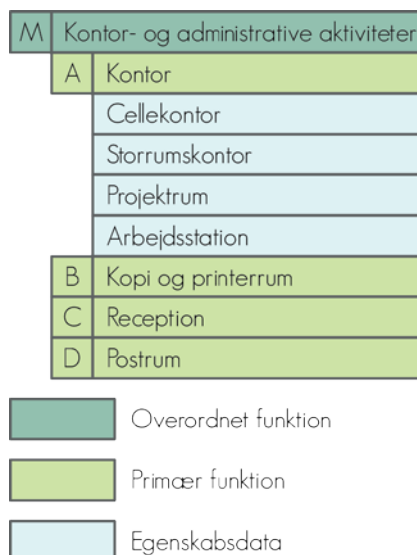 M Kontor- og administrative aktiviteter
A Kontor
Cellekontor
Storrumskontor
Projektrum
Arbejdsstation
B Kopi og printerrum
C Reception
D Postrum
Overordnet funktion
Primær funktion
Egenskabsdata